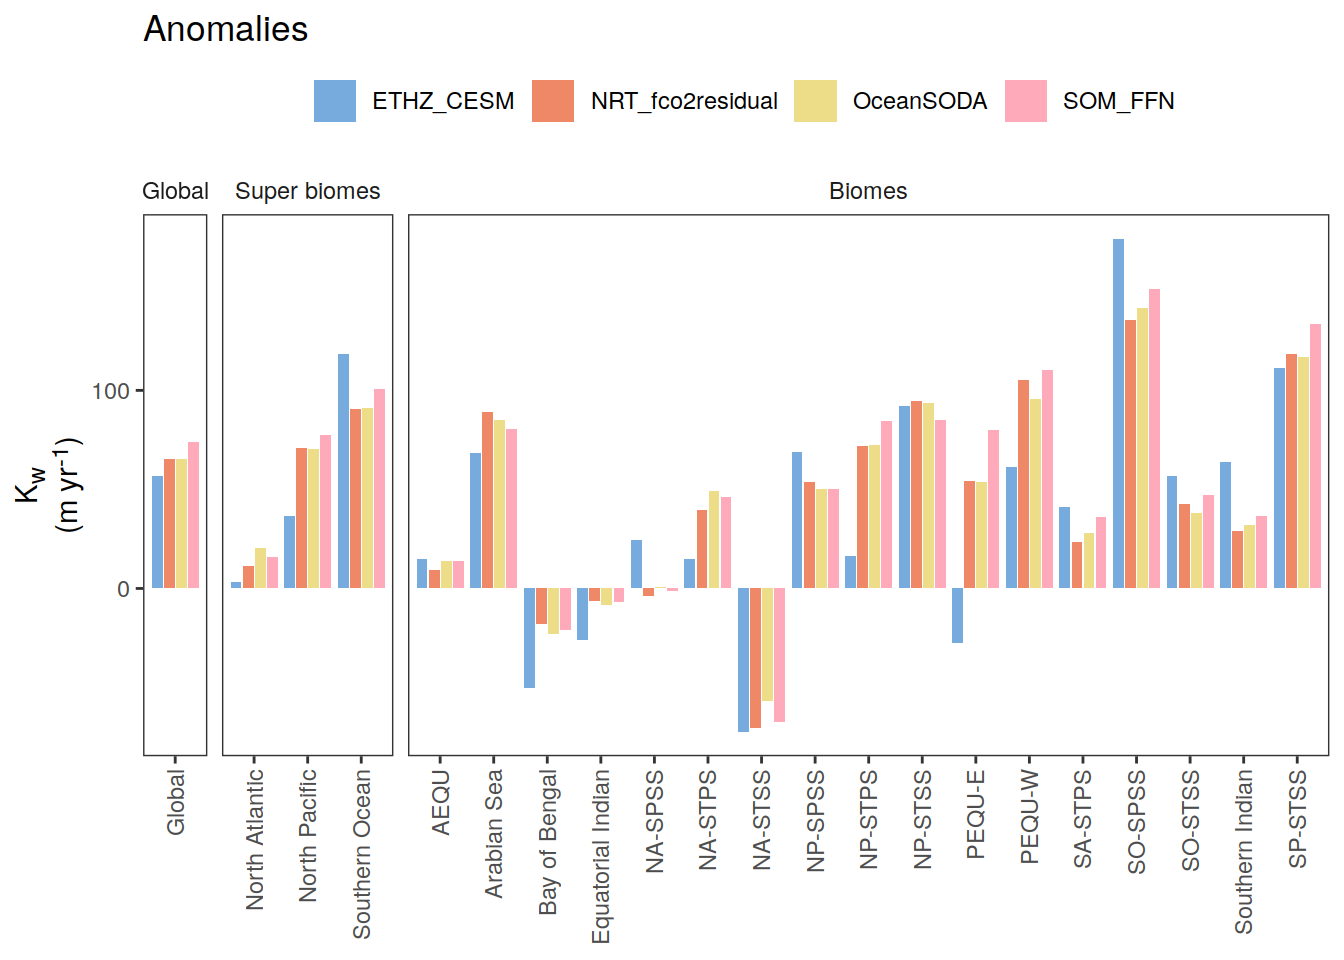 Anomalies
ETHZ_CESM NRT_fco2residual OceanSODA SOM_FFN
Global Super biomes Biomes
100
0
Kw
(m yr-1)
Global
North Atlantic
North Pacific
Southern Ocean
AEQU
Arabian Sea
Bay of Bengal
Equatorial Indian
NA-SPSS
NA-STPS
NA-STSS
NP-SPSS
NP-STPS
NP-STSS
PEQU-E
PEQU-W
SA-STPS
SO-SPSS
SO-STSS
Southern Indian
SP-STSS